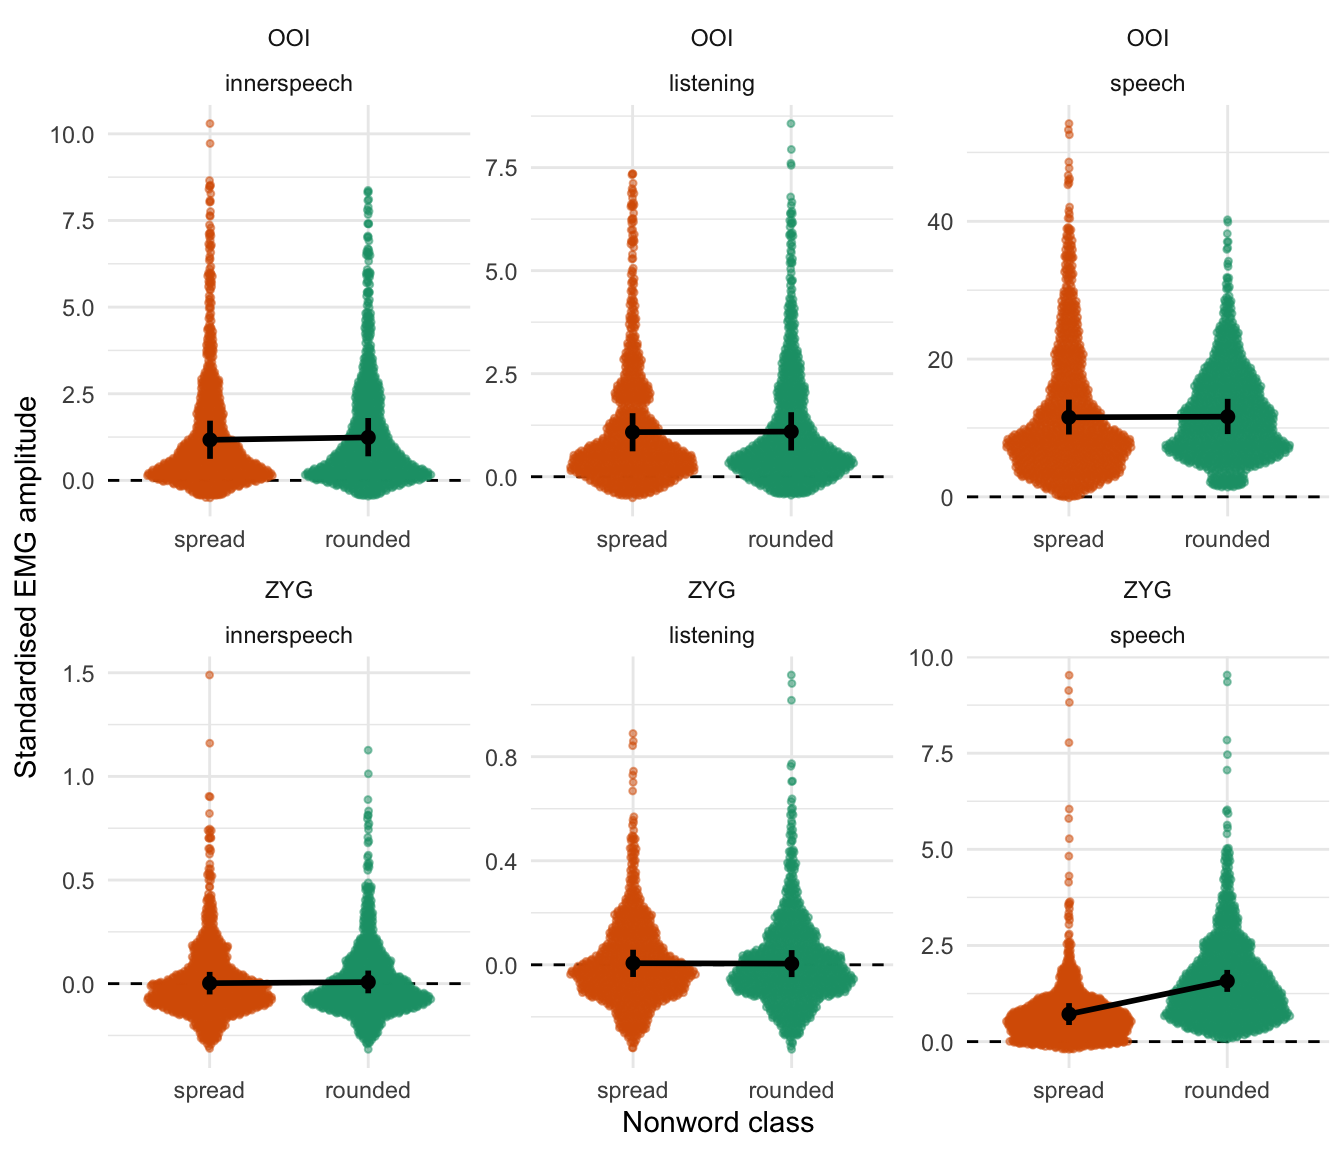 OOI
innerspeech
10.0
7.5
5.0
2.5
0.0
spread rounded
OOI
listening
7.5
5.0
2.5
0.0
spread rounded
OOI
speech
40
20
0
spread rounded
ZYG
innerspeech
1.5
1.0
0.5
0.0
spread rounded
ZYG
listening
0.8
0.4
0.0
spread rounded
ZYG
speech
10.0
7.5
5.0
2.5
0.0
spread rounded
Standardised EMG amplitude
Nonword class